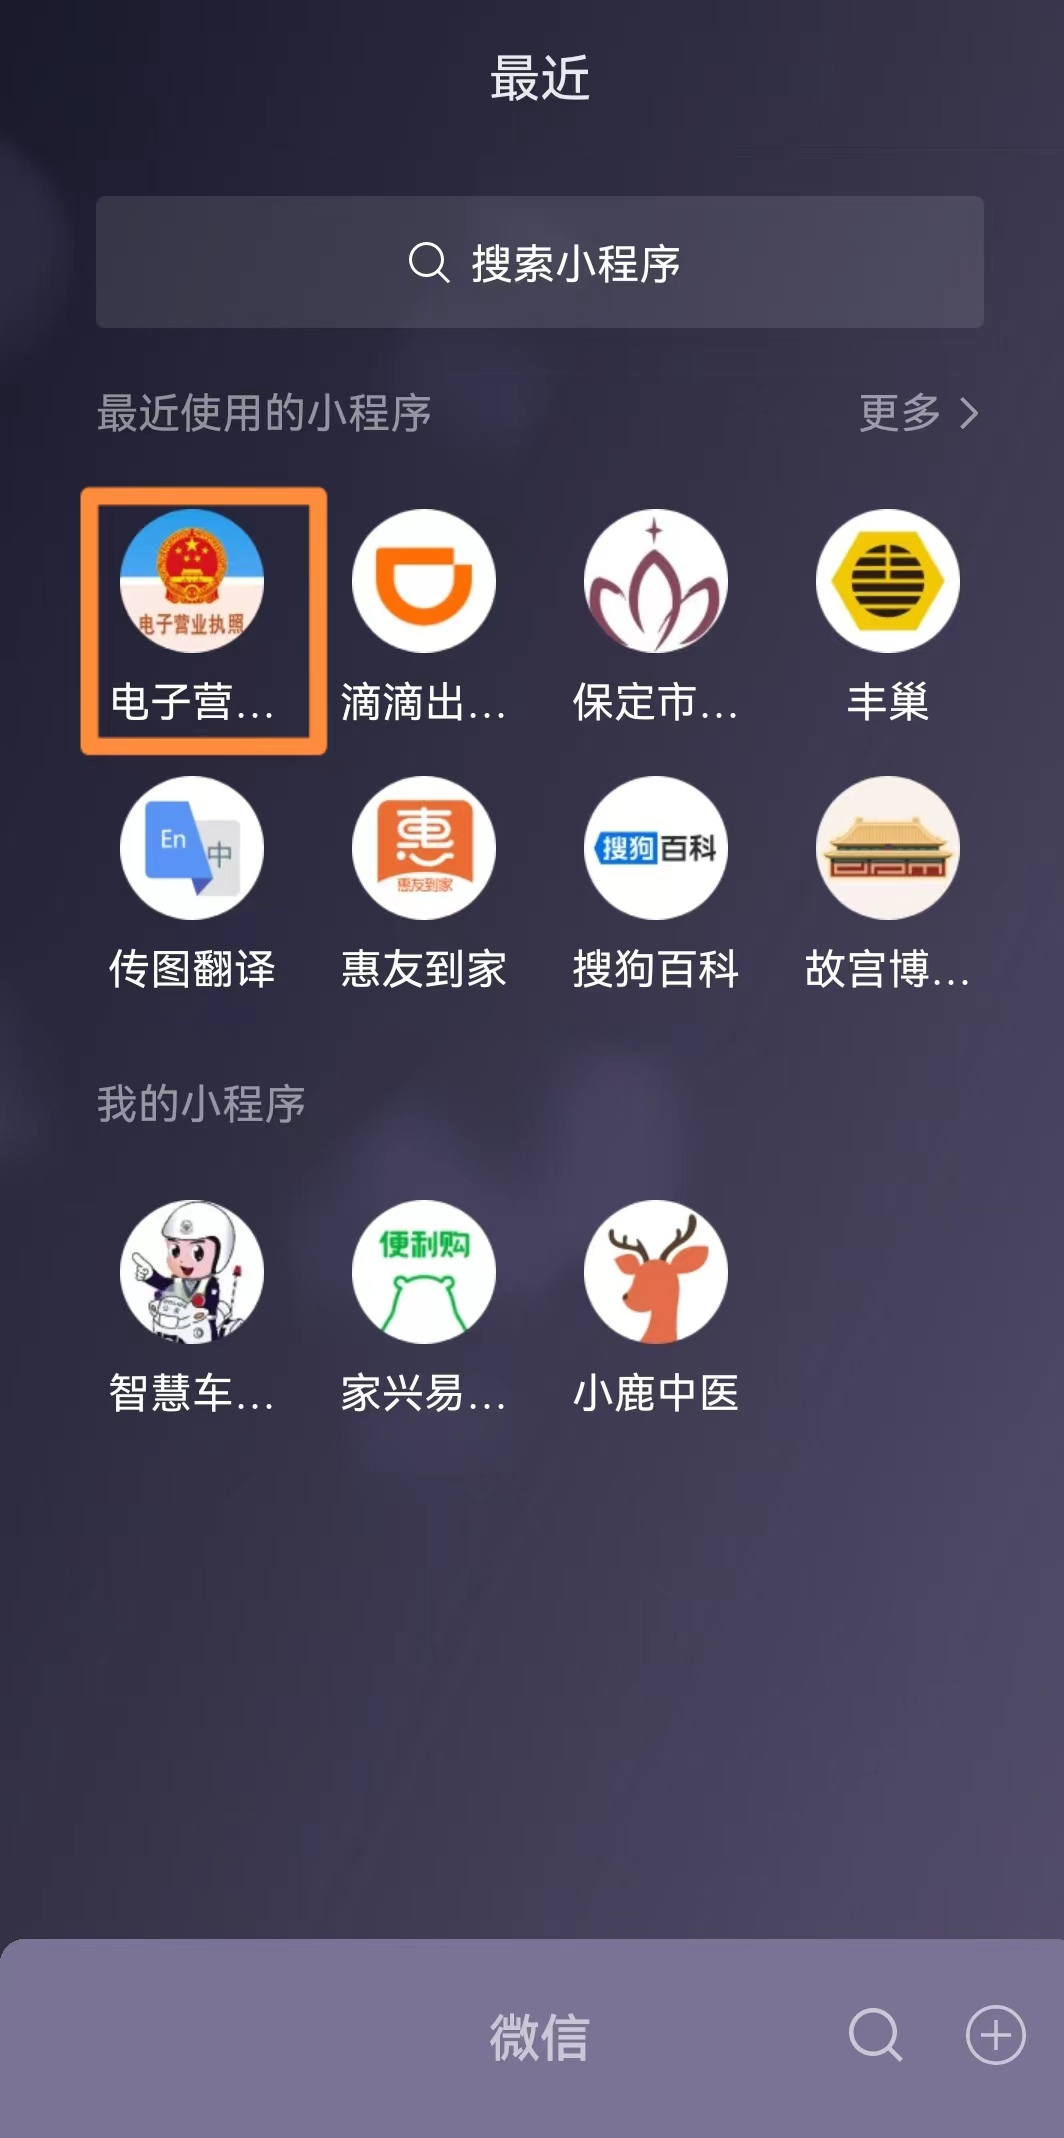 最近
搜索小程序
最近使用的小程序 更多
电子营业执照
电子营... 滴滴出... 保定市... 丰巢
En 中 惠 惠友到家 搜狗百科
传图翻译 惠友到家 搜狗百科 故宫博...
我的小程序
便利购
智慧车... 家兴易... 小鹿中医
微信